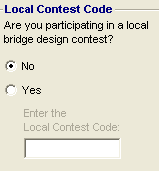 Local Contest Code
Are you participating in a local
bridge design contest?
No
Yes
Enter the
Local Contest Code: